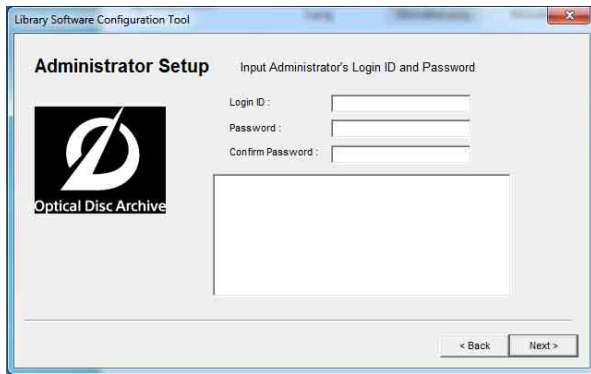 Library Software Configuration Tool
Administrator Setup
Input Administrator's Login ID and Password
Login ID :
Password :
Confirm Password :
Optical Disc Archive
< Back
Next >